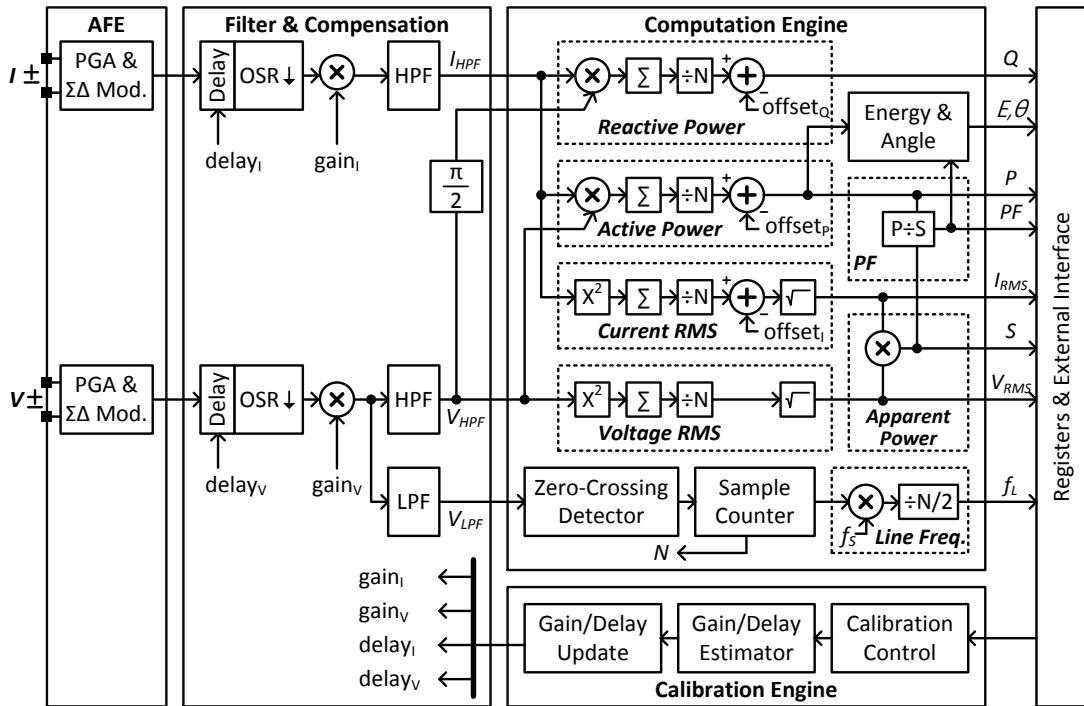 AFE
Filter & Compensation
Computation Engine
I ±
PGA &
ΣΔ Mod.
Delay
OSR↓
×
HPF
I_HPF
delay_I
gain_I
π
2
×
Σ
÷N
+
+
-
offset_Q
Reactive Power
Q
Energy &
Angle
E,θ
×
Σ
÷N
+
+
-
offset_P
Active Power
P
P÷S
PF
PF
X²
Σ
÷N
+
+
-
offset_I
√
Current RMS
I_RMS
×
S
Apparent
Power
V ±
PGA &
ΣΔ Mod.
Delay
OSR↓
×
HPF
V_HPF
delay_V
gain_V
X²
Σ
÷N
√
Voltage RMS
V_RMS
LPF
V_LPF
Zero-Crossing
Detector
Sample
Counter
N
×
f_S
÷N/2
Line Freq.
f_L
gain_I
gain_V
delay_I
delay_V
Gain/Delay
Update
Gain/Delay
Estimator
Calibration
Control
Calibration Engine
Registers & External Interface